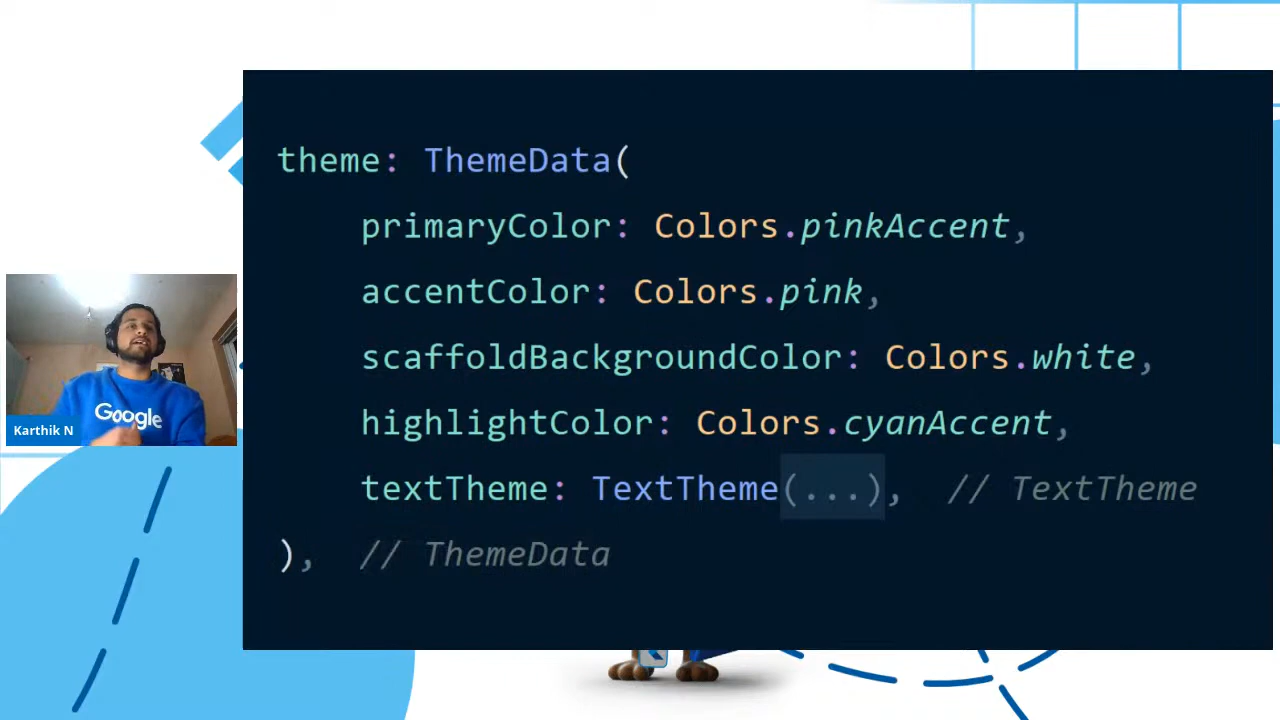 theme: ThemeData(
primaryColor: Colors.pinkAccent,
accentColor: Colors.pink,
scaffoldBackgroundColor: Colors.white,
highlightColor: Colors.cyanAccent,
textTheme: TextTheme(...),  // TextTheme
),  // ThemeData
Google
Karthik N